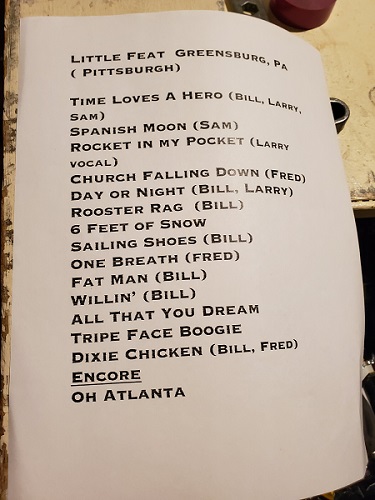 LITTLE FEAT GREENSBURG, PA
( PITTSBURGH)
TIME LOVES A HERO (BILL, LARRY,
SAM)
SPANISH MOON (SAM)
ROCKET IN MY POCKET (LARRY
VOCAL)
CHURCH FALLING DOWN (FRED)
DAY OR NIGHT (BILL, LARRY)
ROOSTER RAG (BILL)
6 FEET OF SNOW
SAILING SHOES (BILL)
ONE BREATH (FRED)
FAT MAN (BILL)
WILLIN' (BILL)
ALL THAT YOU DREAM
TRIPE FACE BOOGIE
DIXIE CHICKEN (BILL, FRED)
ENCORE
OH ATLANTA